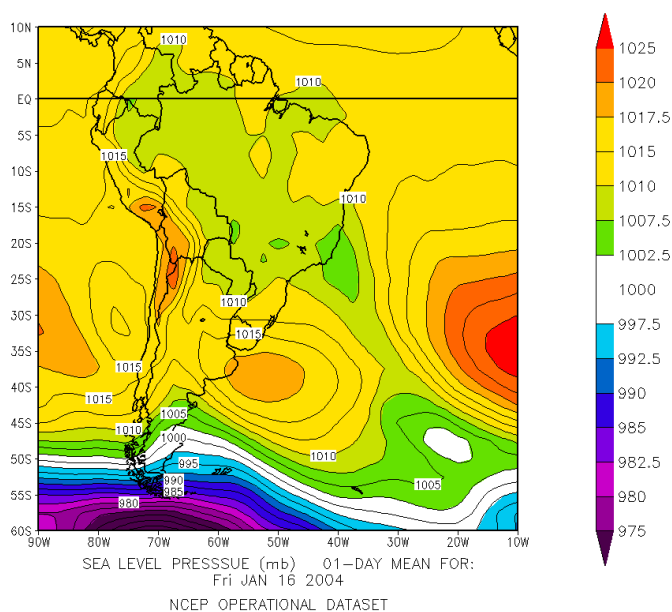 10N
5N
EQ
5S
10S
15S
20S
25S
30S
35S
40S
45S
50S
55S
60S
90W 80W 70W 60W 50W 40W 30W 20W 10W
1010
1010
1015
1010
1010
1015
1015
1015
1010
1005
1000
995
990
985
980
1010
1005
1025
1020
1017.5
1015
1010
1007.5
1002.5
1000
997.5
992.5
990
985
982.5
980
975
SEA LEVEL PRESSSUE (mb) 01-DAY MEAN FOR:
Fri JAN 16 2004
NCEP OPERATIONAL DATASET